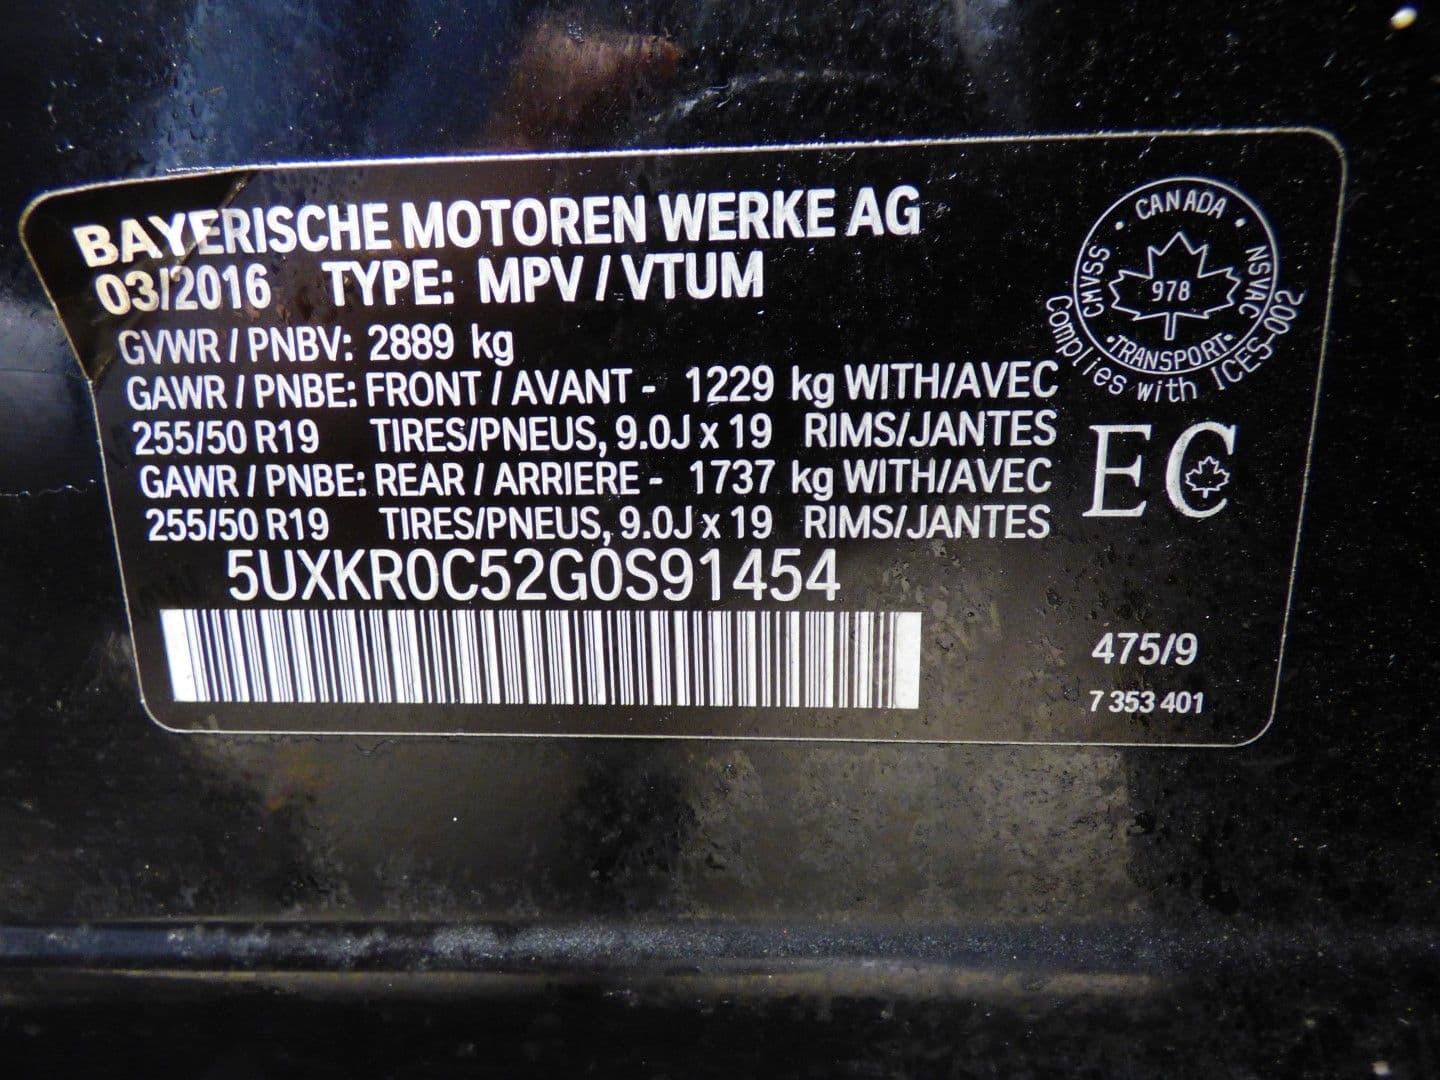 BAYERISCHE MOTOREN WERKE AG
03/2016 TYPE: MPV / VTUM
GVWR / PNBV: 2889 kg
GAWR / PNBE: FRONT / AVANT - 1229 kg WITH/AVEC
255/50 R19 TIRES/PNEUS, 9.0J x 19 RIMS/JANTES
GAWR / PNBE: REAR / ARRIERE - 1737 kg WITH/AVEC
255/50 R19 TIRES/PNEUS, 9.0J x 19 RIMS/JANTES
5UXKR0C52G0S91454
· CANADA ·
CMVSS
NSVAC
978
·TRANSPORT·
Complies with ICES-002
EC
475/9
7 353 401